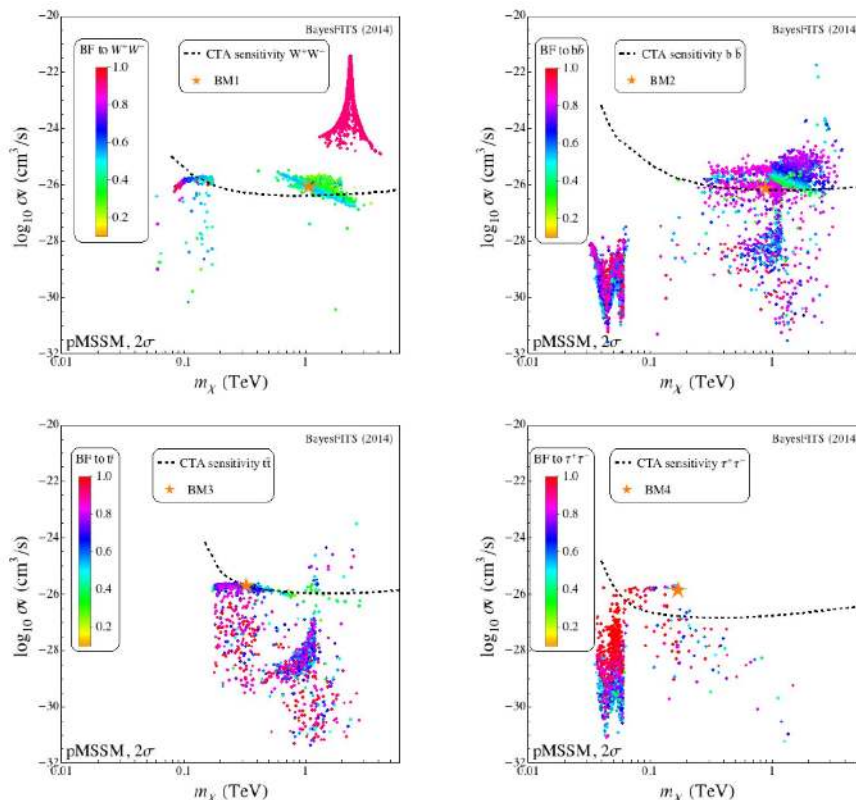 BayesFITS (2014)
BF to W⁺W⁻
CTA sensitivity W⁺W⁻
BM1
1.0
0.8
0.6
0.4
0.2
-20
-22
-24
-26
-28
-30
-32
log₁₀ σv (cm³/s)
pMSSM, 2σ
0.01
0.1
1
mχ (TeV)
BayesFITS (2014)
BF to bb̄
CTA sensitivity b b̄
BM2
1.0
0.8
0.6
0.4
0.2
-20
-22
-24
-26
-28
-30
-32
log₁₀ σv (cm³/s)
pMSSM, 2σ
0.01
0.1
1
mχ (TeV)
BayesFITS (2014)
BF to tt̄
CTA sensitivity tt̄
BM3
1.0
0.8
0.6
0.4
0.2
-20
-22
-24
-26
-28
-30
-32
log₁₀ σv (cm³/s)
pMSSM, 2σ
0.01
0.1
1
mχ (TeV)
BayesFITS (2014)
BF to τ⁺τ⁻
CTA sensitivity τ⁺τ⁻
BM4
1.0
0.8
0.6
0.4
0.2
-20
-22
-24
-26
-28
-30
-32
log₁₀ σv (cm³/s)
pMSSM, 2σ
0.01
0.1
1
mχ (TeV)